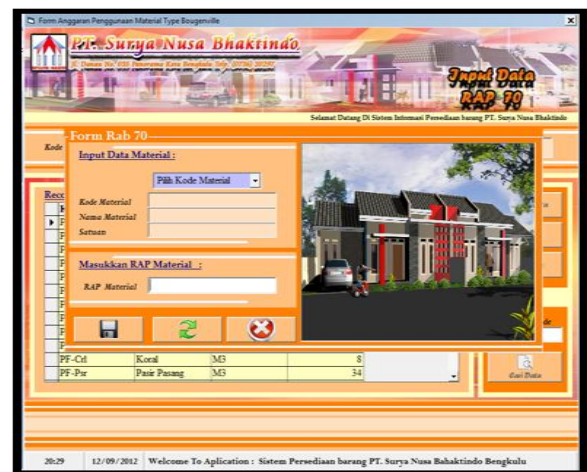 Form Anggaran Penggunaan Material Type Bougenville
PT. Surya Nusa Bhaktindo
Input Data
RAP 70
Selamat Datang Di Sistem Informasi Persediaan barang PT. Surya Nusa Bhaktindo
Kode
Form Rab 70
Input Data Material :
Pilih Kode Material
Kode Material
Nama Material
Satuan
Masukkan RAP Material :
RAP Material
PF-Crl Koral M3 8
PF-Psr Pasir Pasang M3 34
Cari Data
20:29 12/09/2012 Welcome To Aplication : Sistem Persediaan barang PT. Surya Nusa Bahaktindo Bengkulu